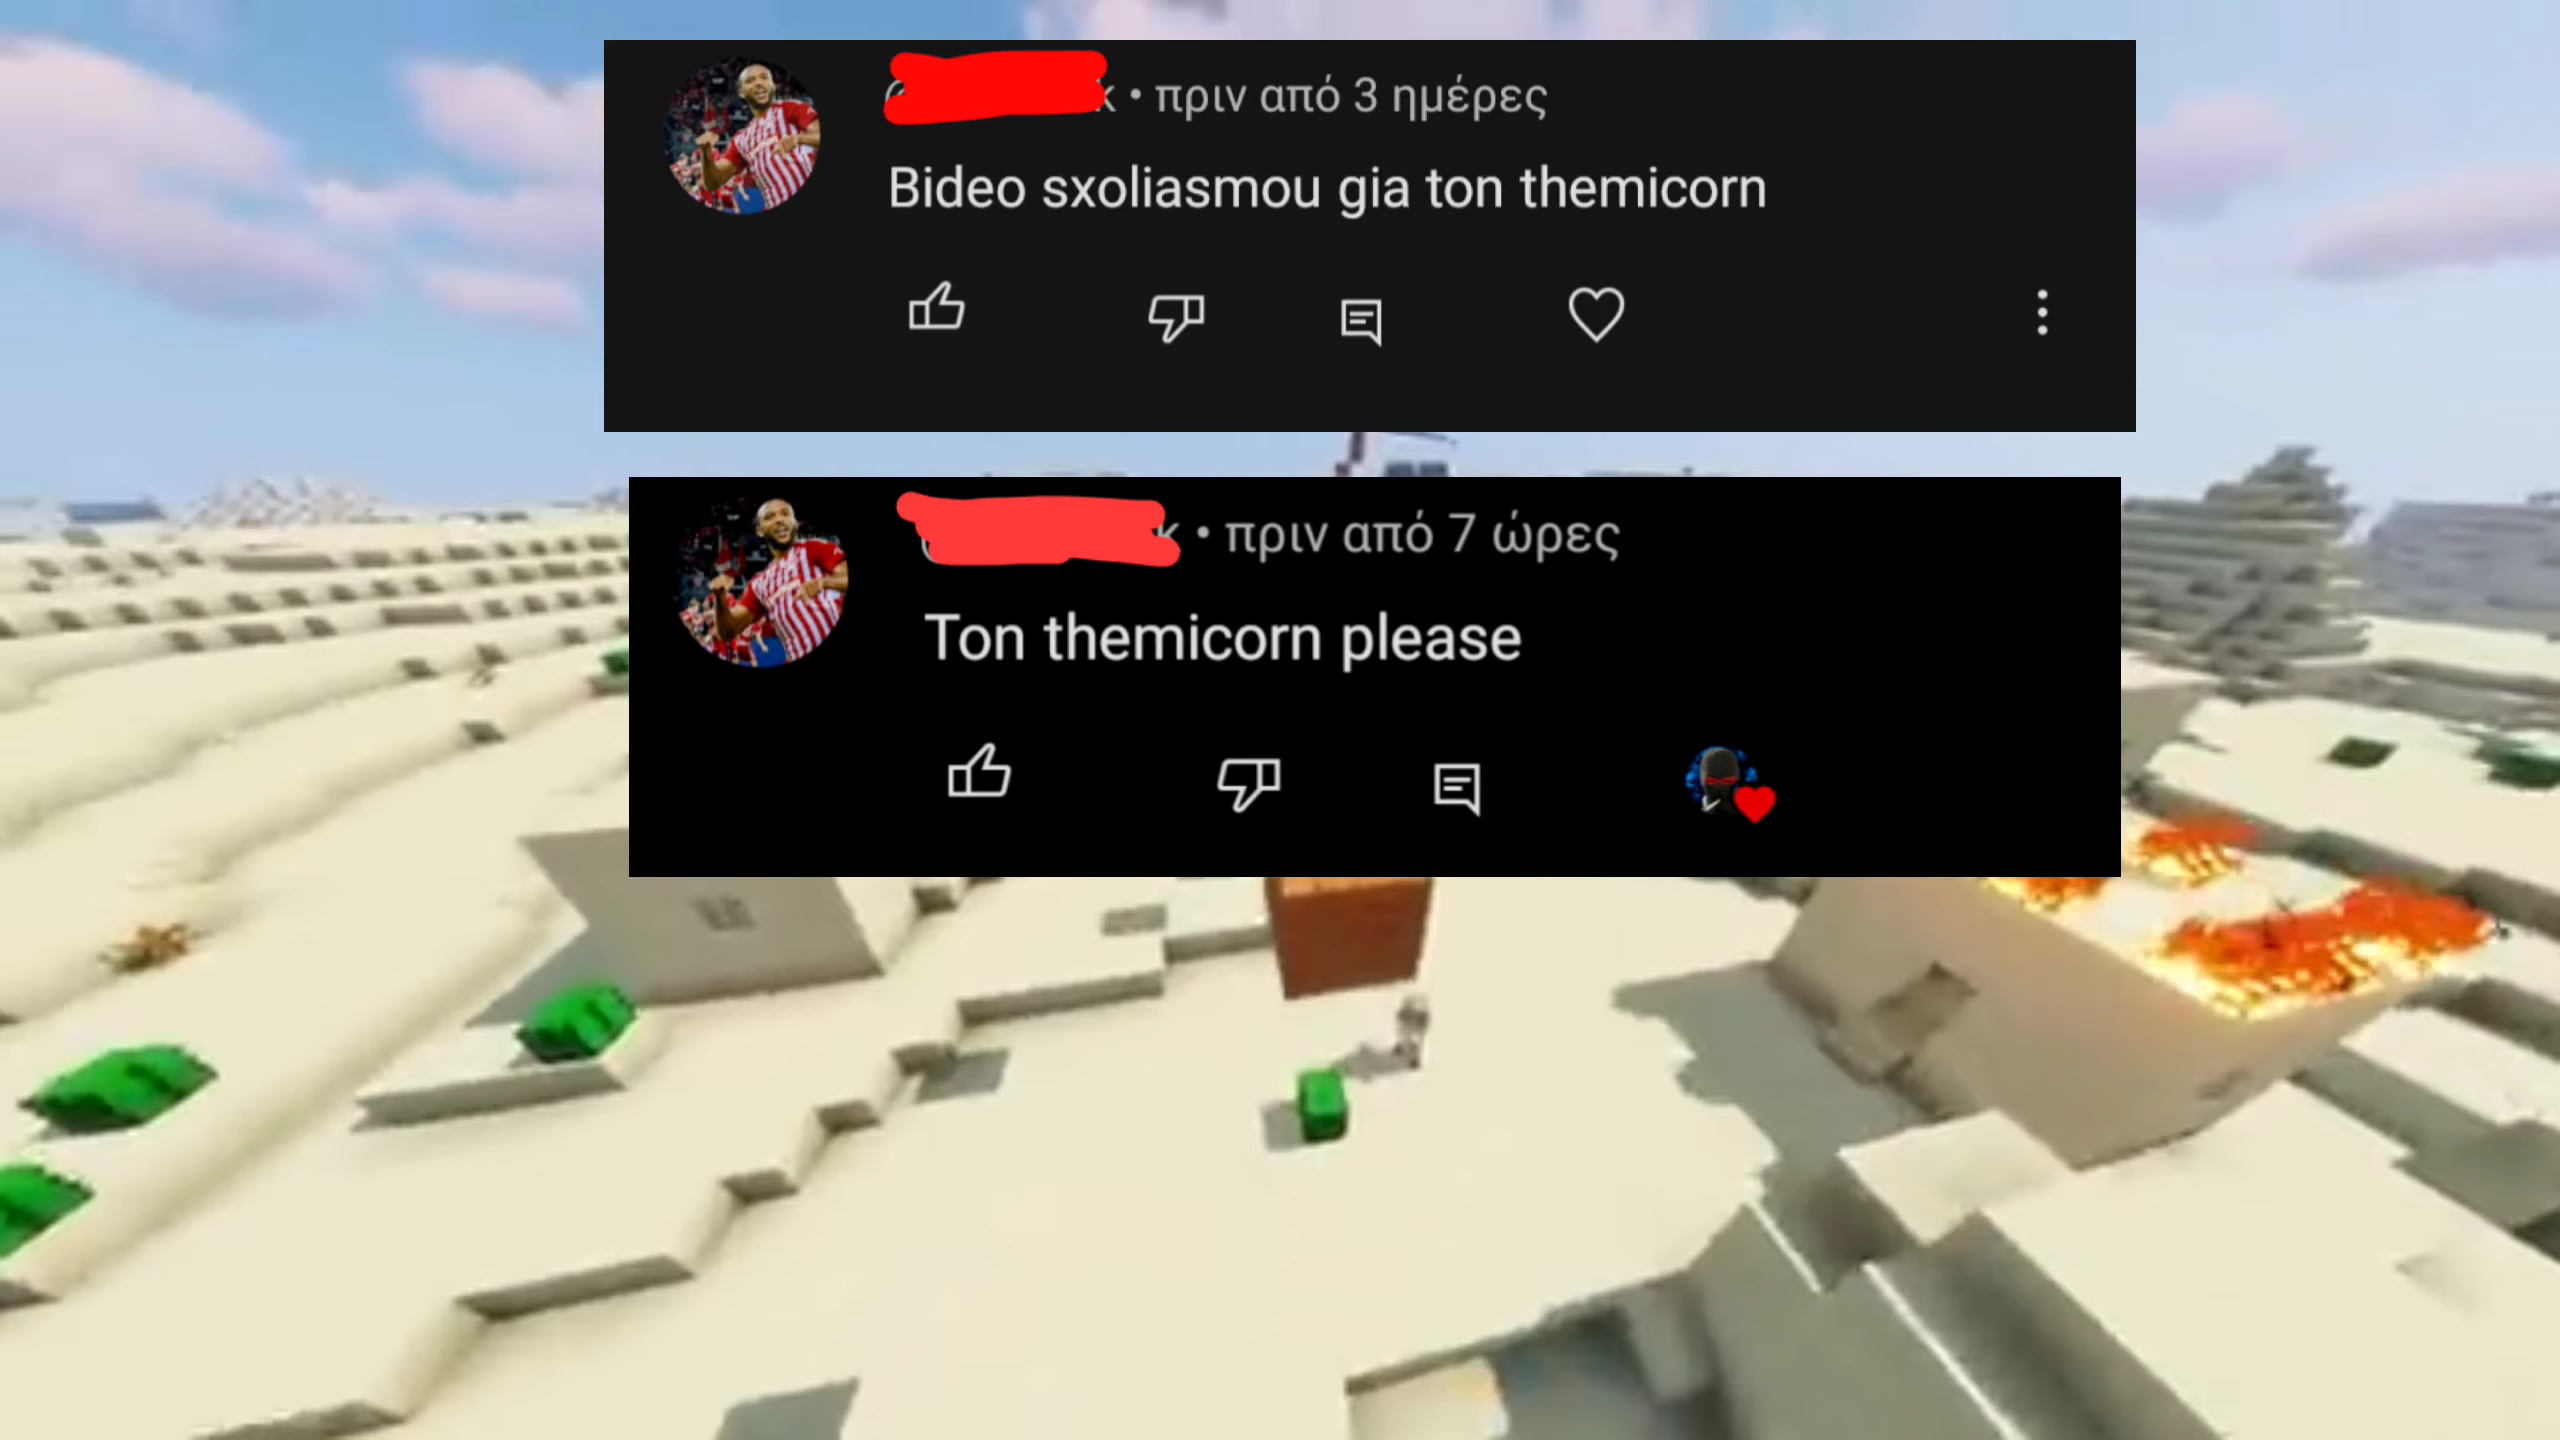 κ • πριν από 3 ημέρες
Bideo sxoliasmou gia ton themicorn
κ • πριν από 7 ώρες
Ton themicorn please